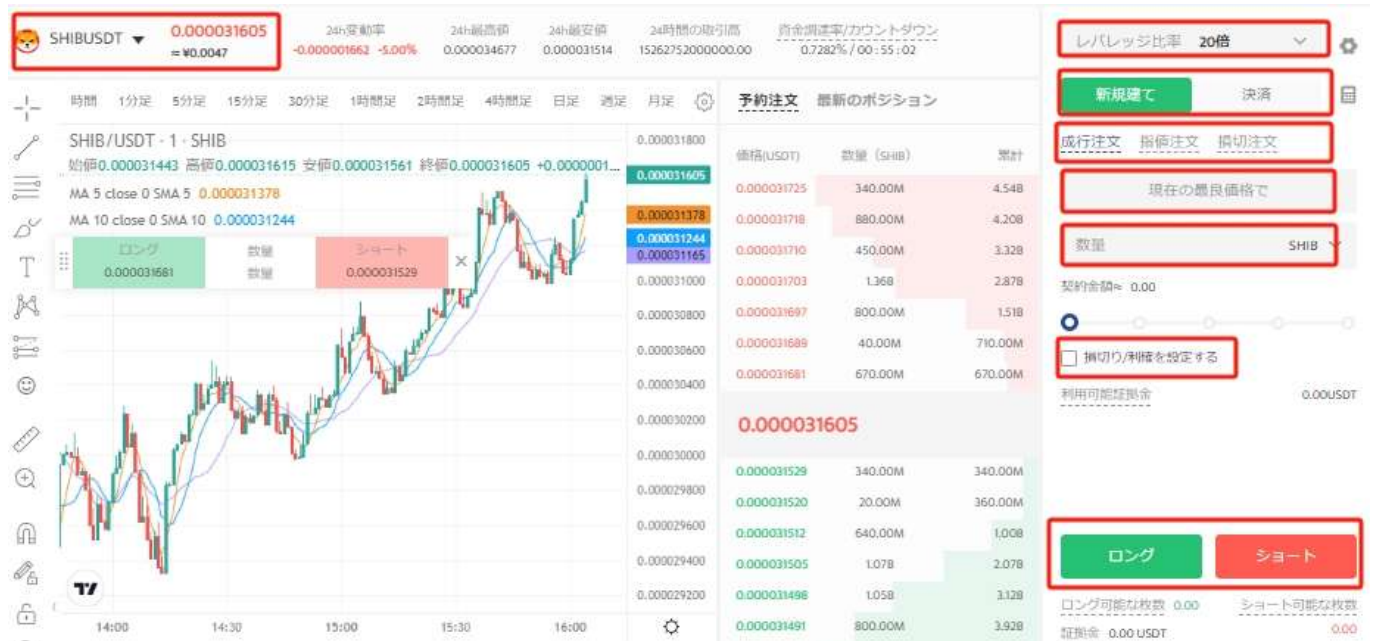 SHIBUSDT
0.000031605
≈ ¥0.0047
24h変動率
-0.000001662 -5.00%
24h最高値
0.000034677
24h最安値
0.000031514
24時間の取引高
15262752000000.00
資金調達率/カウントダウン
0.7282% / 00 : 55 : 02
時間 1分足 5分足 15分足 30分足 1時間足 2時間足 4時間足 日足 週足 月足
SHIB/USDT · 1 · SHIB
始値0.000031443 高値0.000031615 安値0.000031561 終値0.000031605 +0.0000001...
MA 5 close 0 SMA 5 0.000031378
MA 10 close 0 SMA 10 0.000031244
ロング 数量 ショート
0.000031681 数量 0.000031529
0.000031800
0.000031605
0.000031378
0.000031244
0.000031165
0.000031000
0.000030800
0.000030600
0.000030400
0.000030200
0.000030000
0.000029800
0.000029600
0.000029400
0.000029200
14:00 14:30 15:00 15:30 16:00
予約注文 最新のポジション
価格(USDT) 数量（SHIB） 累計
0.000031725 340.00M 4.54B
0.000031718 880.00M 4.20B
0.000031710 450.00M 3.32B
0.000031703 1.36B 2.87B
0.000031697 800.00M 1.51B
0.000031689 40.00M 710.00M
0.000031681 670.00M 670.00M
0.000031605
0.000031529 340.00M 340.00M
0.000031520 20.00M 360.00M
0.000031512 640.00M 1.00B
0.000031505 1.07B 2.07B
0.000031498 1.05B 3.12B
0.000031491 800.00M 3.92B
レバレッジ比率 20倍
新規建て 決済
成行注文 指値注文 損切注文
現在の最良価格で
数量 SHIB
契約金額≈ 0.00
損切り/利確を設定する
利用可能証拠金 0.00USDT
ロング ショート
ロング可能な枚数 0.00 ショート可能な枚数
証拠金 0.00 USDT 0.00